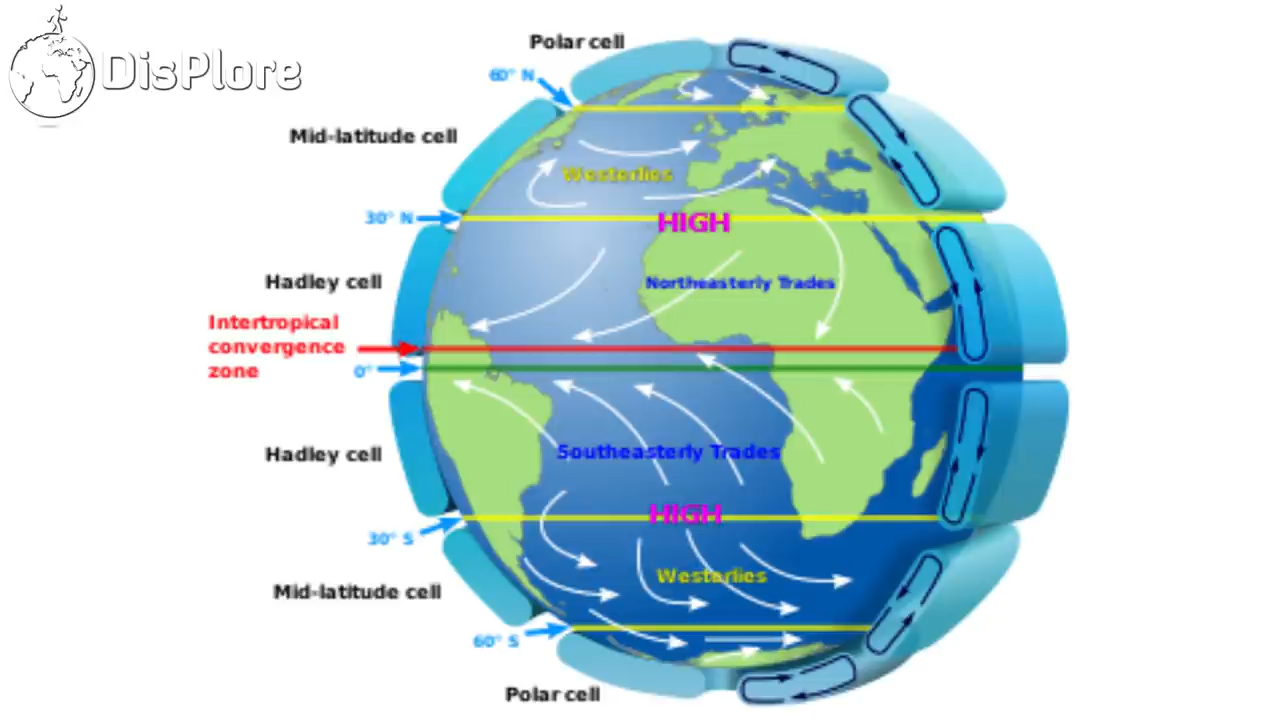 DisPlore
Polar cell
60° N
Mid-latitude cell
Westerlies
30° N
HIGH
Hadley cell
Northeasterly Trades
Intertropical
convergence
zone
0°
Hadley cell
Southeasterly Trades
HIGH
30° S
Westerlies
Mid-latitude cell
60° S
Polar cell